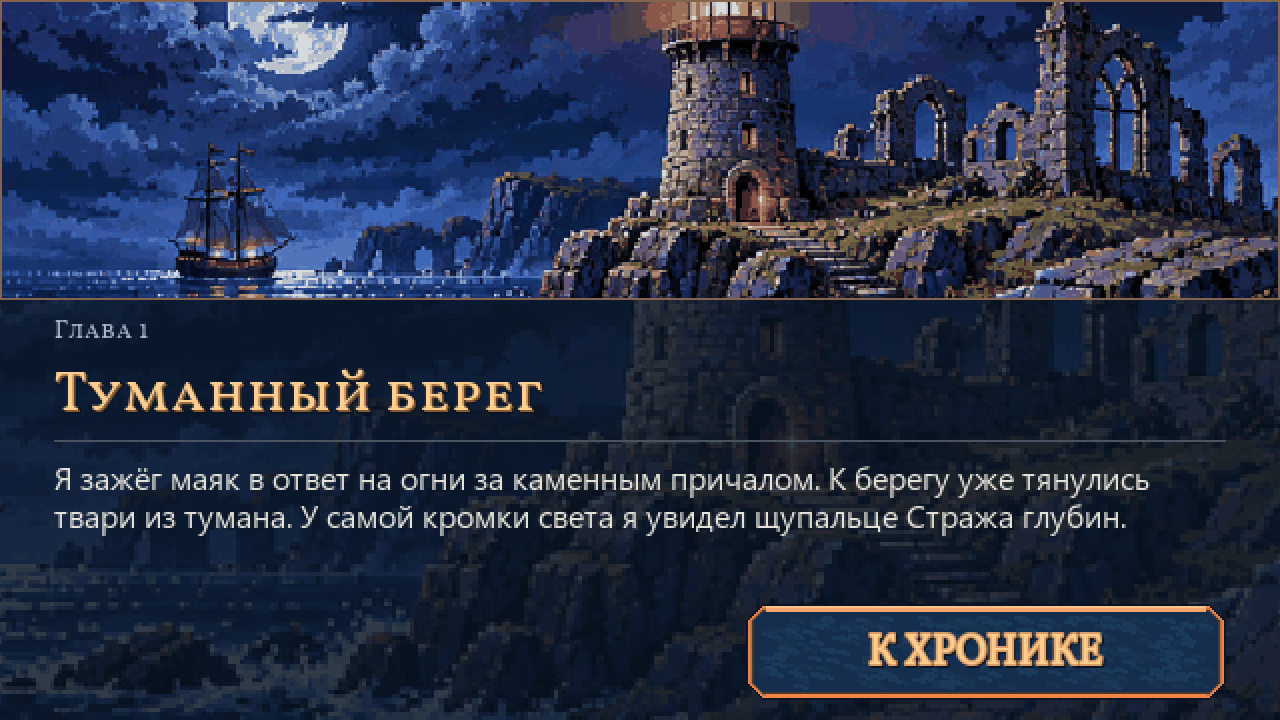 Глава 1
Туманный берег
Я зажёг маяк в ответ на огни за каменным причалом. К берегу уже тянулись
твари из тумана. У самой кромки света я увидел щупальце Стража глубин.
К ХРОНИКЕ